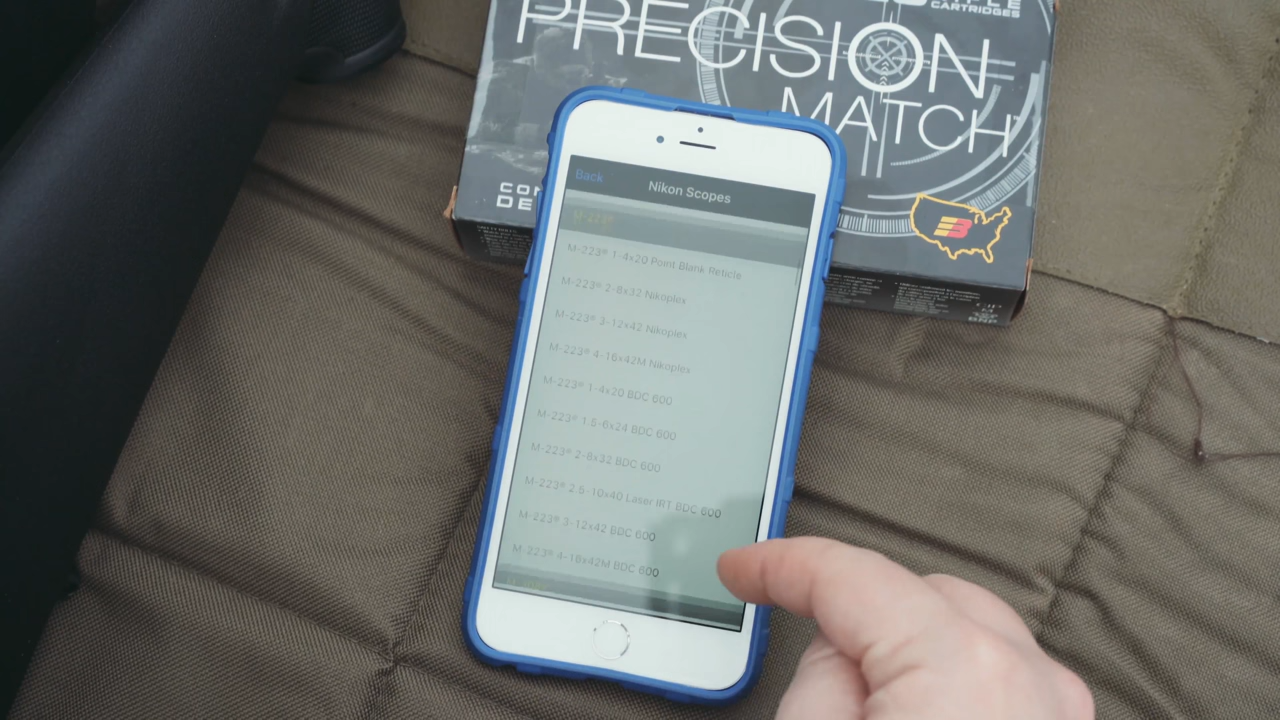 CARTRIDGES
PRECISION
MATCH
Back
Nikon Scopes
M-223®
M-223® 1-4x20 Point Blank Reticle
M-223® 2-8x32 Nikoplex
M-223® 3-12x42 Nikoplex
M-223® 4-16x42M Nikoplex
M-223® 1-4x20 BDC 600
M-223® 1.5-6x24 BDC 600
M-223® 2-8x32 BDC 600
M-223® 2.5-10x40 Laser IRT BDC 600
M-223® 3-12x42 BDC 600
M-223® 4-16x42M BDC 600